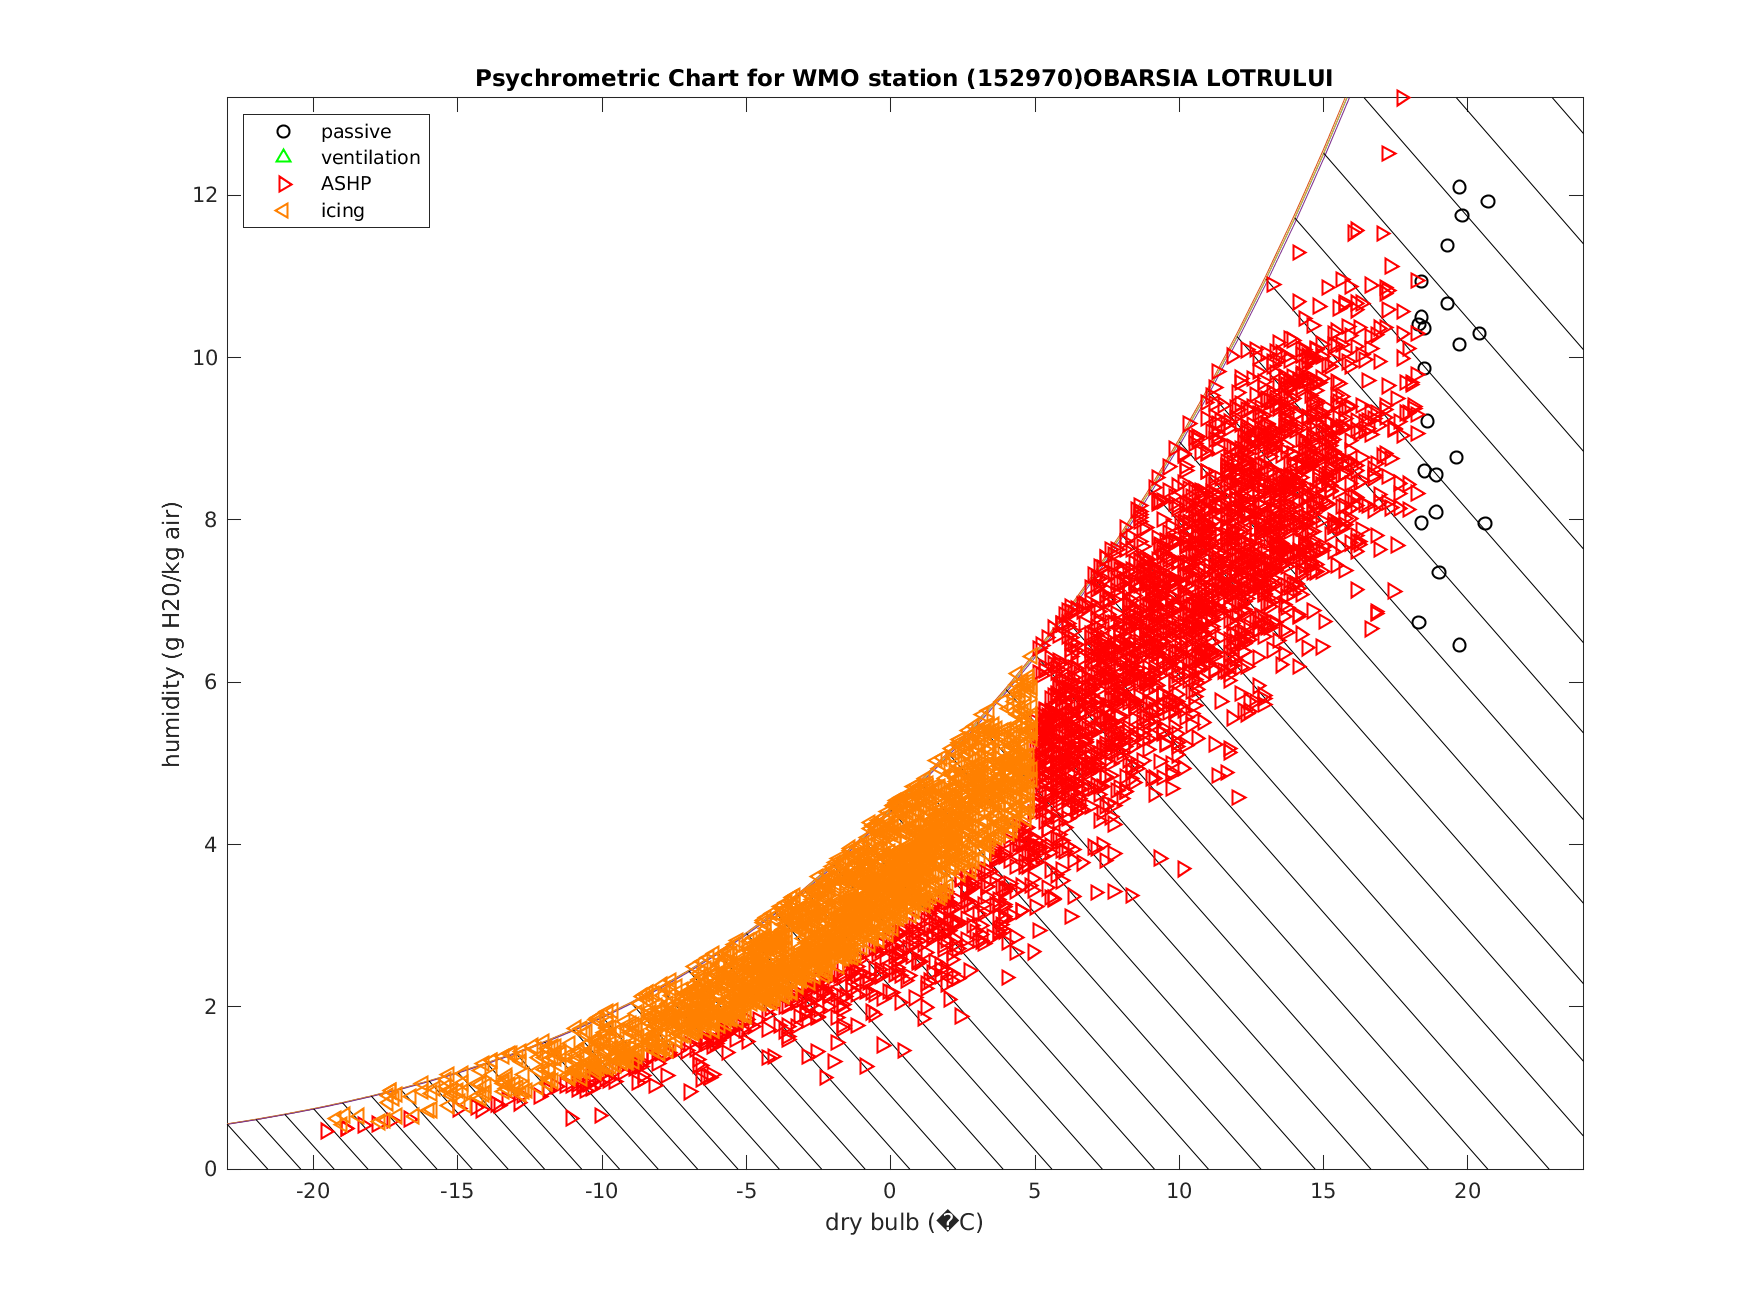 Psychrometric Chart for WMO station (152970)OBARSIA LOTRULUI
passive
ventilation
ASHP
icing
humidity (g H20/kg air)
12
10
8
6
4
2
0
-20 -15 -10 -5 0 5 10 15 20
dry bulb (�C)